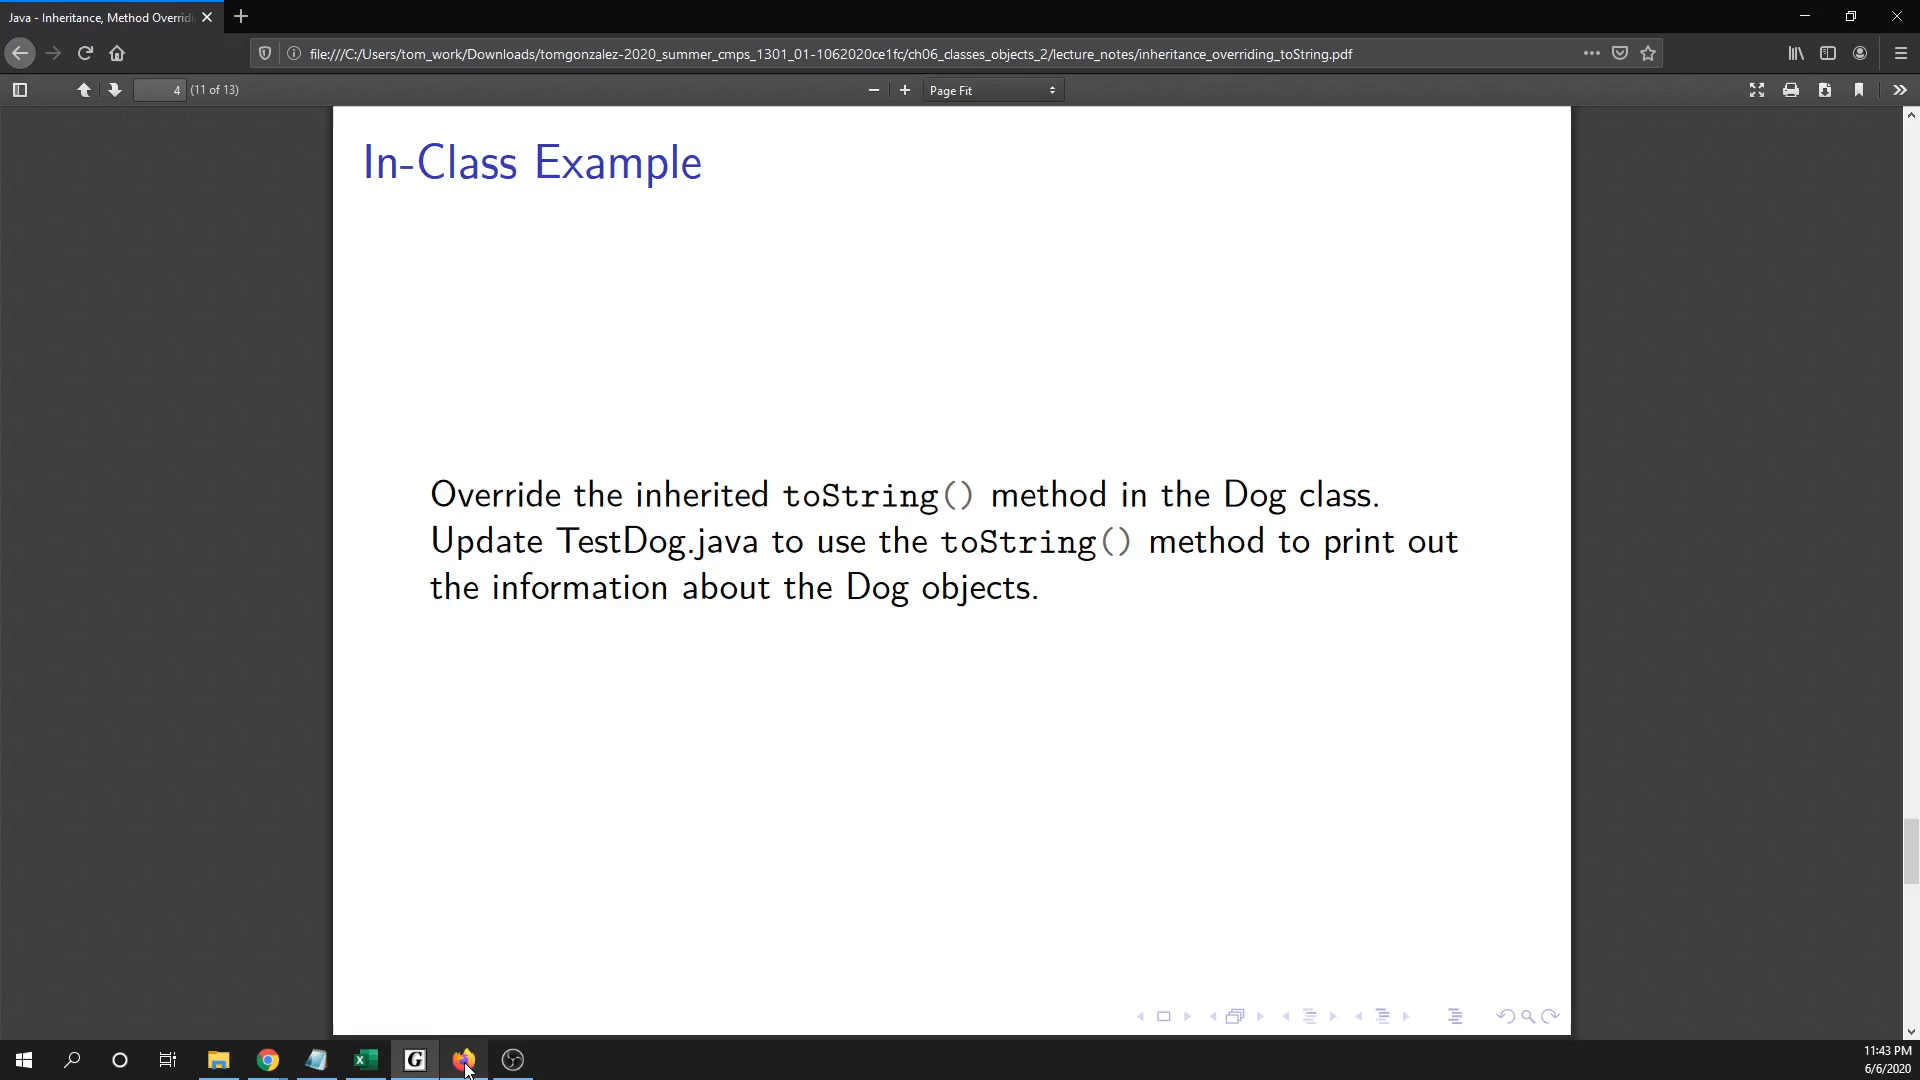 Java - Inheritance, Method Overridi
file:///C:/Users/tom_work/Downloads/tomgonzalez-2020_summer_cmps_1301_01-1062020ce1fc/ch06_classes_objects_2/lecture_notes/inheritance_overriding_toString.pdf
4 (11 of 13)
Page Fit
In-Class Example
Override the inherited toString() method in the Dog class.
Update TestDog.java to use the toString() method to print out
the information about the Dog objects.
G
11:43 PM
6/6/2020